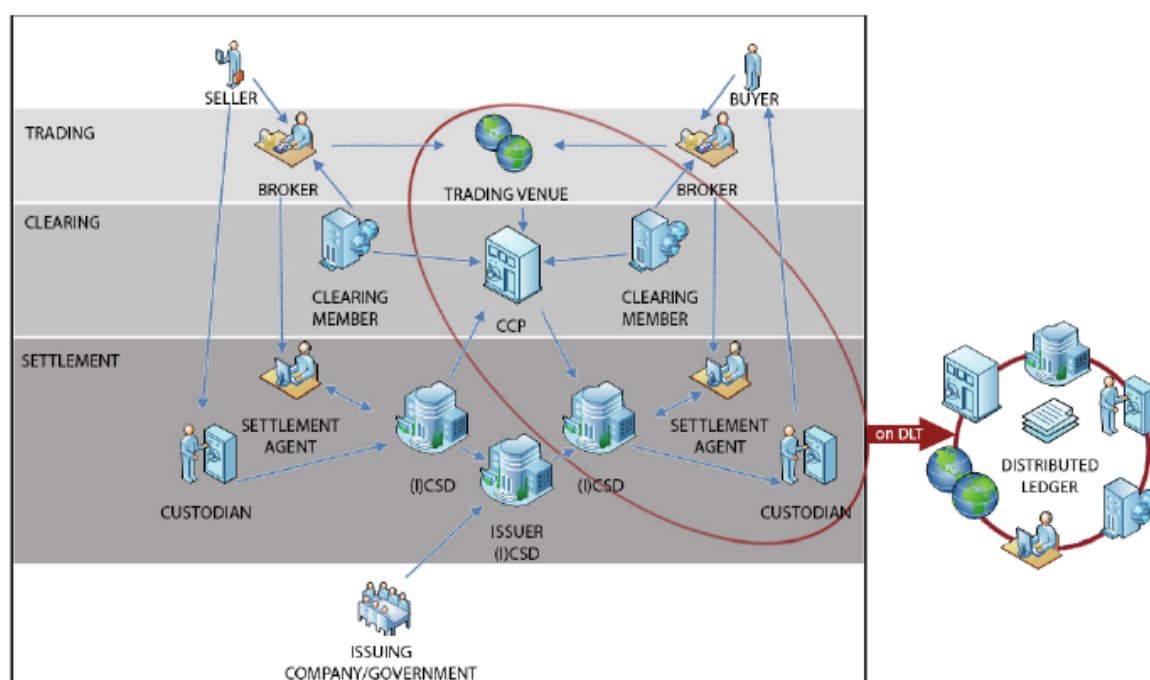 SELLER
BUYER
TRADING
BROKER
TRADING VENUE
BROKER
CLEARING
CLEARING
MEMBER
CCP
CLEARING
MEMBER
SETTLEMENT
SETTLEMENT
AGENT
(I)CSD
(I)CSD
SETTLEMENT
AGENT
CUSTODIAN
ISSUER
(I)CSD
CUSTODIAN
ISSUING
COMPANY/GOVERNMENT
on DLT
DISTRIBUTED
LEDGER